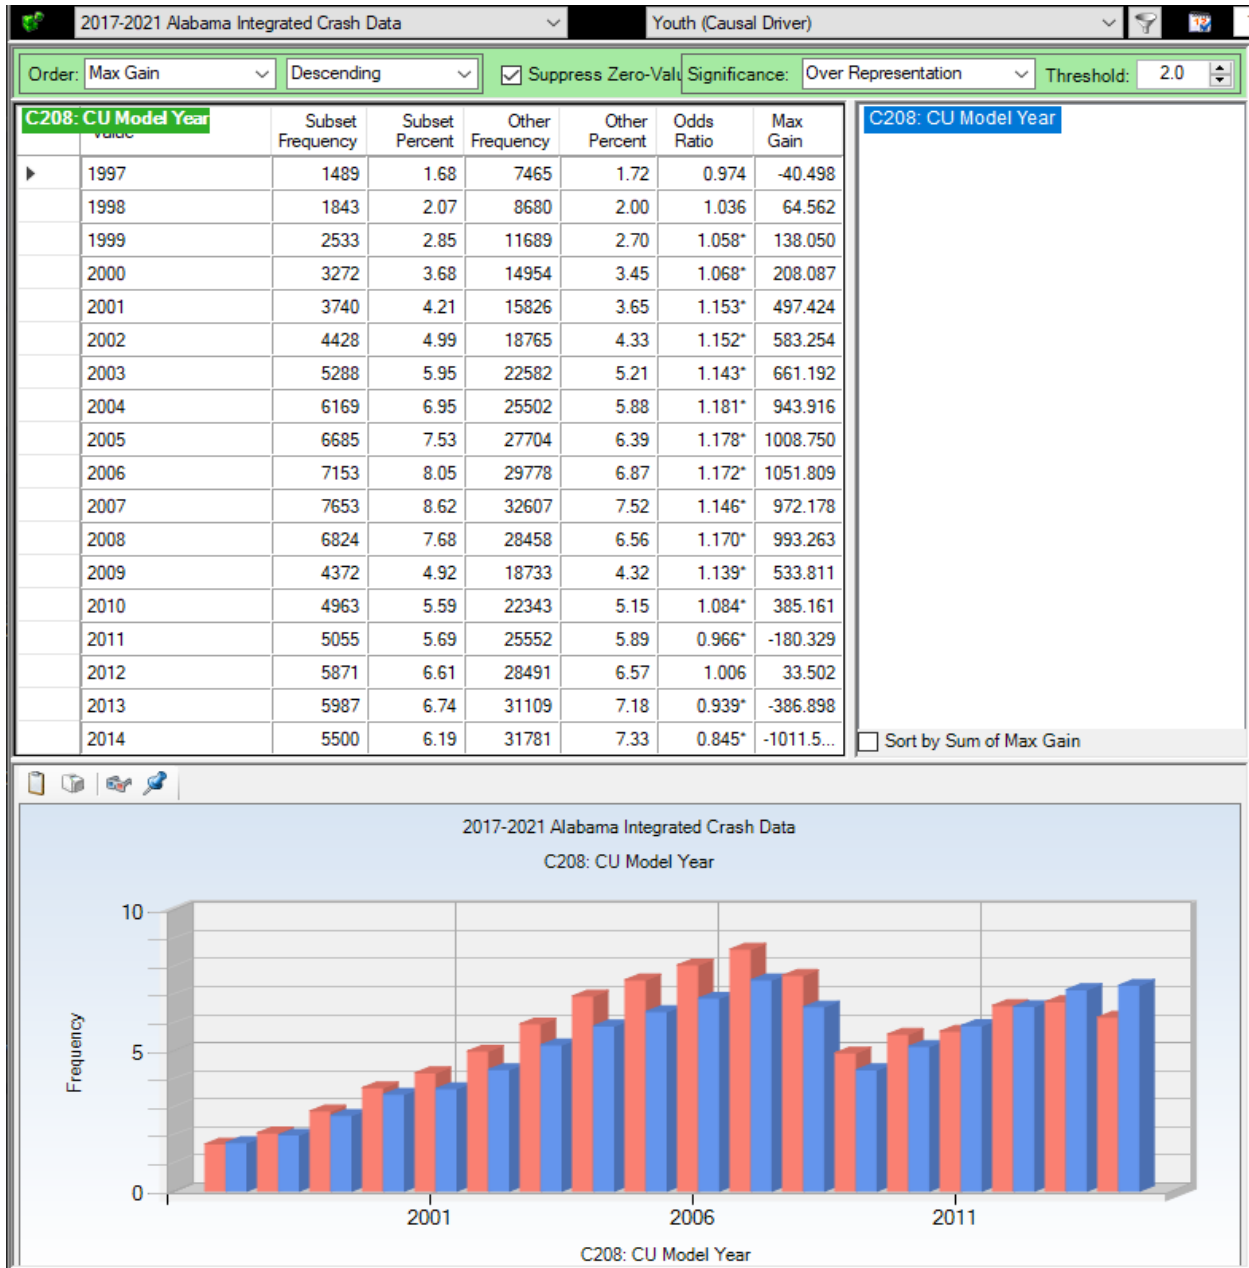 2017-2021 Alabama Integrated Crash Data Youth (Causal Driver)
Order: Max Gain Descending Suppress Zero-Valu Significance: Over Representation Threshold: 2.0
C208: CU Model Year Subset Frequency Subset Percent Other Frequency Other Percent Odds Ratio Max Gain C208: CU Model Year
1997 1489 1.68 7465 1.72 0.974 -40.498
1998 1843 2.07 8680 2.00 1.036 64.562
1999 2533 2.85 11689 2.70 1.058* 138.050
2000 3272 3.68 14954 3.45 1.068* 208.087
2001 3740 4.21 15826 3.65 1.153* 497.424
2002 4428 4.99 18765 4.33 1.152* 583.254
2003 5288 5.95 22582 5.21 1.143* 661.192
2004 6169 6.95 25502 5.88 1.181* 943.916
2005 6685 7.53 27704 6.39 1.178* 1008.750
2006 7153 8.05 29778 6.87 1.172* 1051.809
2007 7653 8.62 32607 7.52 1.146* 972.178
2008 6824 7.68 28458 6.56 1.170* 993.263
2009 4372 4.92 18733 4.32 1.139* 533.811
2010 4963 5.59 22343 5.15 1.084* 385.161
2011 5055 5.69 25552 5.89 0.966* -180.329
2012 5871 6.61 28491 6.57 1.006 33.502
2013 5987 6.74 31109 7.18 0.939* -386.898
2014 5500 6.19 31781 7.33 0.845* -1011.5... Sort by Sum of Max Gain
2017-2021 Alabama Integrated Crash Data
C208: CU Model Year
10
5
0
Frequency
2001 2006 2011
C208: CU Model Year